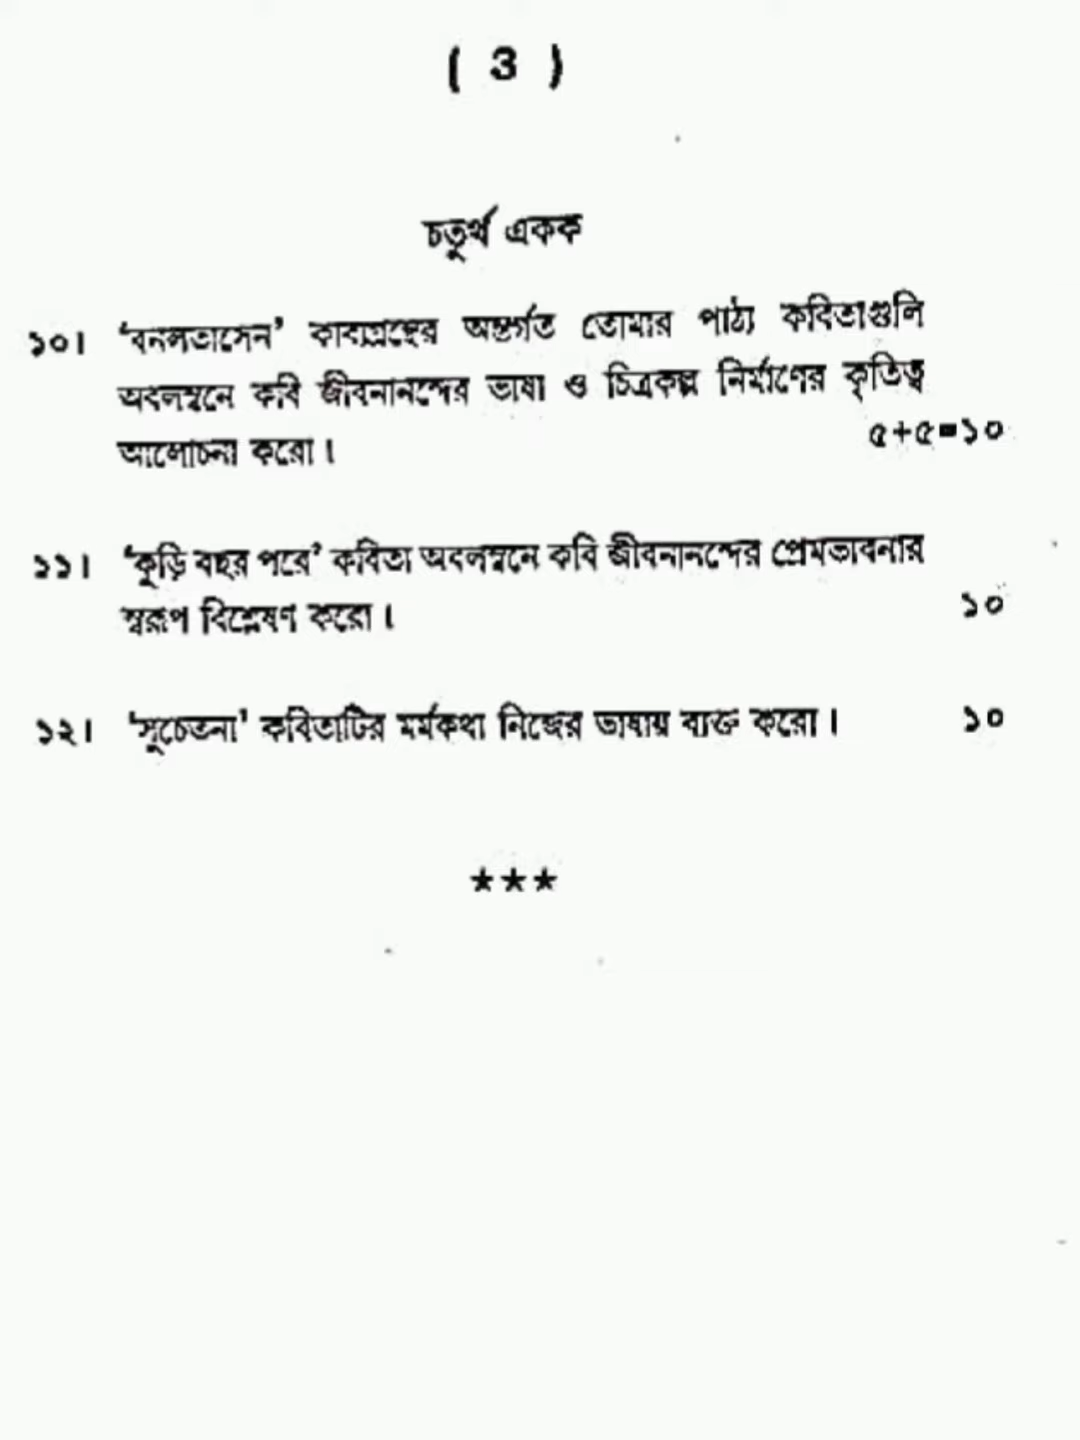 ( 3 )
চতুর্থ একক
১০। ‘বনলতাসেন’ কাব্যগ্রন্থের অন্তর্গত তোমার পাঠ্য কবিতাগুলি
অবলম্বনে কবি জীবনানন্দের ভাষা ও চিত্রকল্প নির্মাণের কৃতিত্ব
আলোচনা করো। ৫+৫=১০
১১। ‘কুড়ি বছর পরে’ কবিতা অবলম্বনে কবি জীবনানন্দের প্রেমভাবনার
স্বরূপ বিশ্লেষণ করো। ১০
১২। ‘সুচেতনা’ কবিতাটির মর্মকথা নিজের ভাষায় ব্যক্ত করো। ১০
★★★